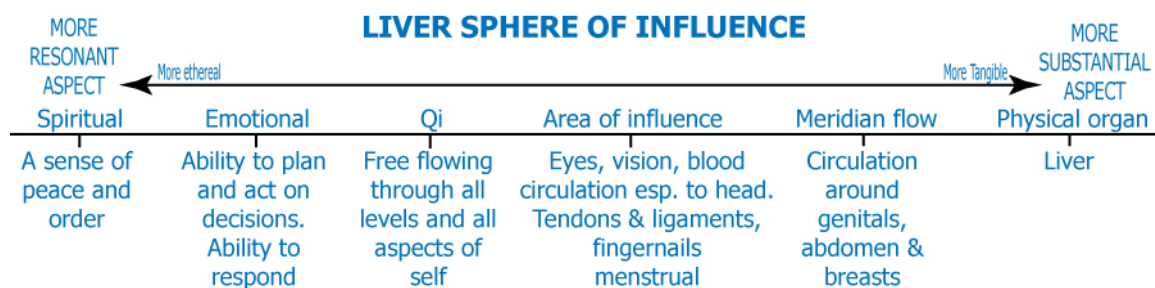 LIVER SPHERE OF INFLUENCE
MORE
RESONANT
ASPECT
More ethereal
More Tangible
MORE
SUBSTANTIAL
ASPECT
Spiritual
A sense of
peace and
order
Emotional
Ability to plan
and act on
decisions.
Ability to
respond
Qi
Free flowing
through all
levels and all
aspects of
self
Area of influence
Eyes, vision, blood
circulation esp. to head.
Tendons & ligaments,
fingernails
menstrual
Meridian flow
Circulation
around
genitals,
abdomen &
breasts
Physical organ
Liver